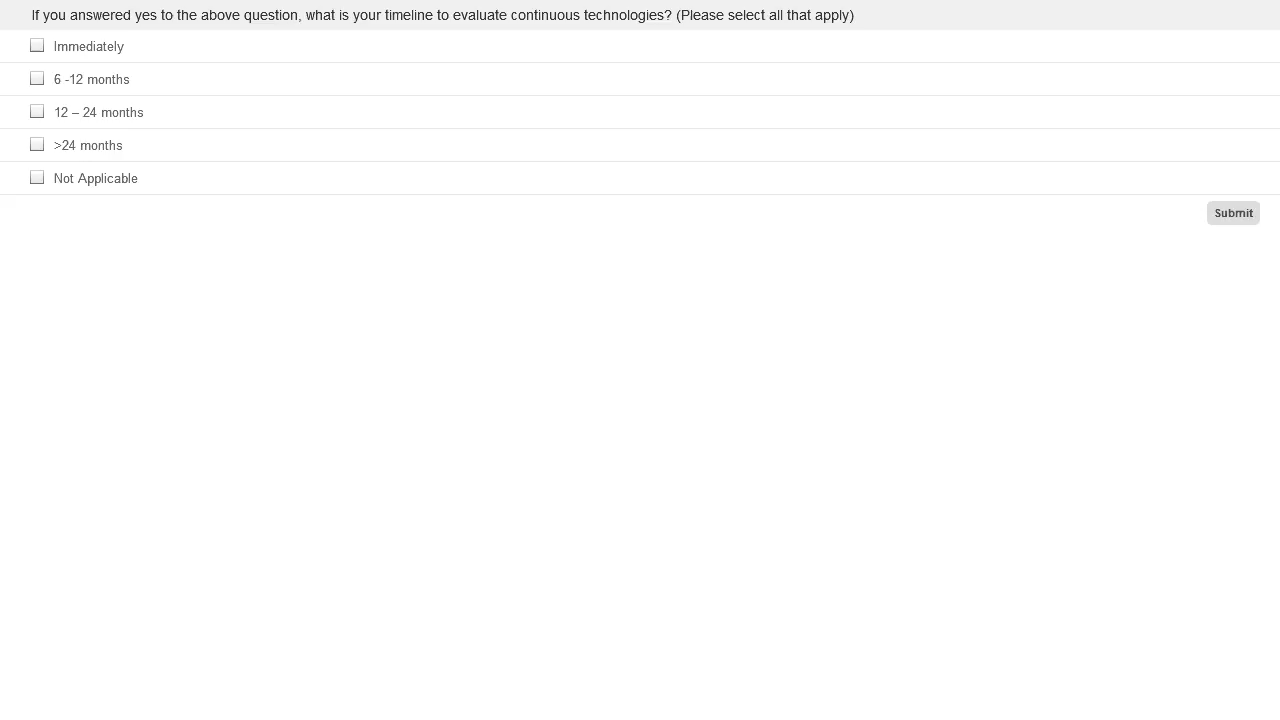 If you answered yes to the above question, what is your timeline to evaluate continuous technologies? (Please select all that apply)
Immediately
6 -12 months
12 – 24 months
>24 months
Not Applicable
Submit